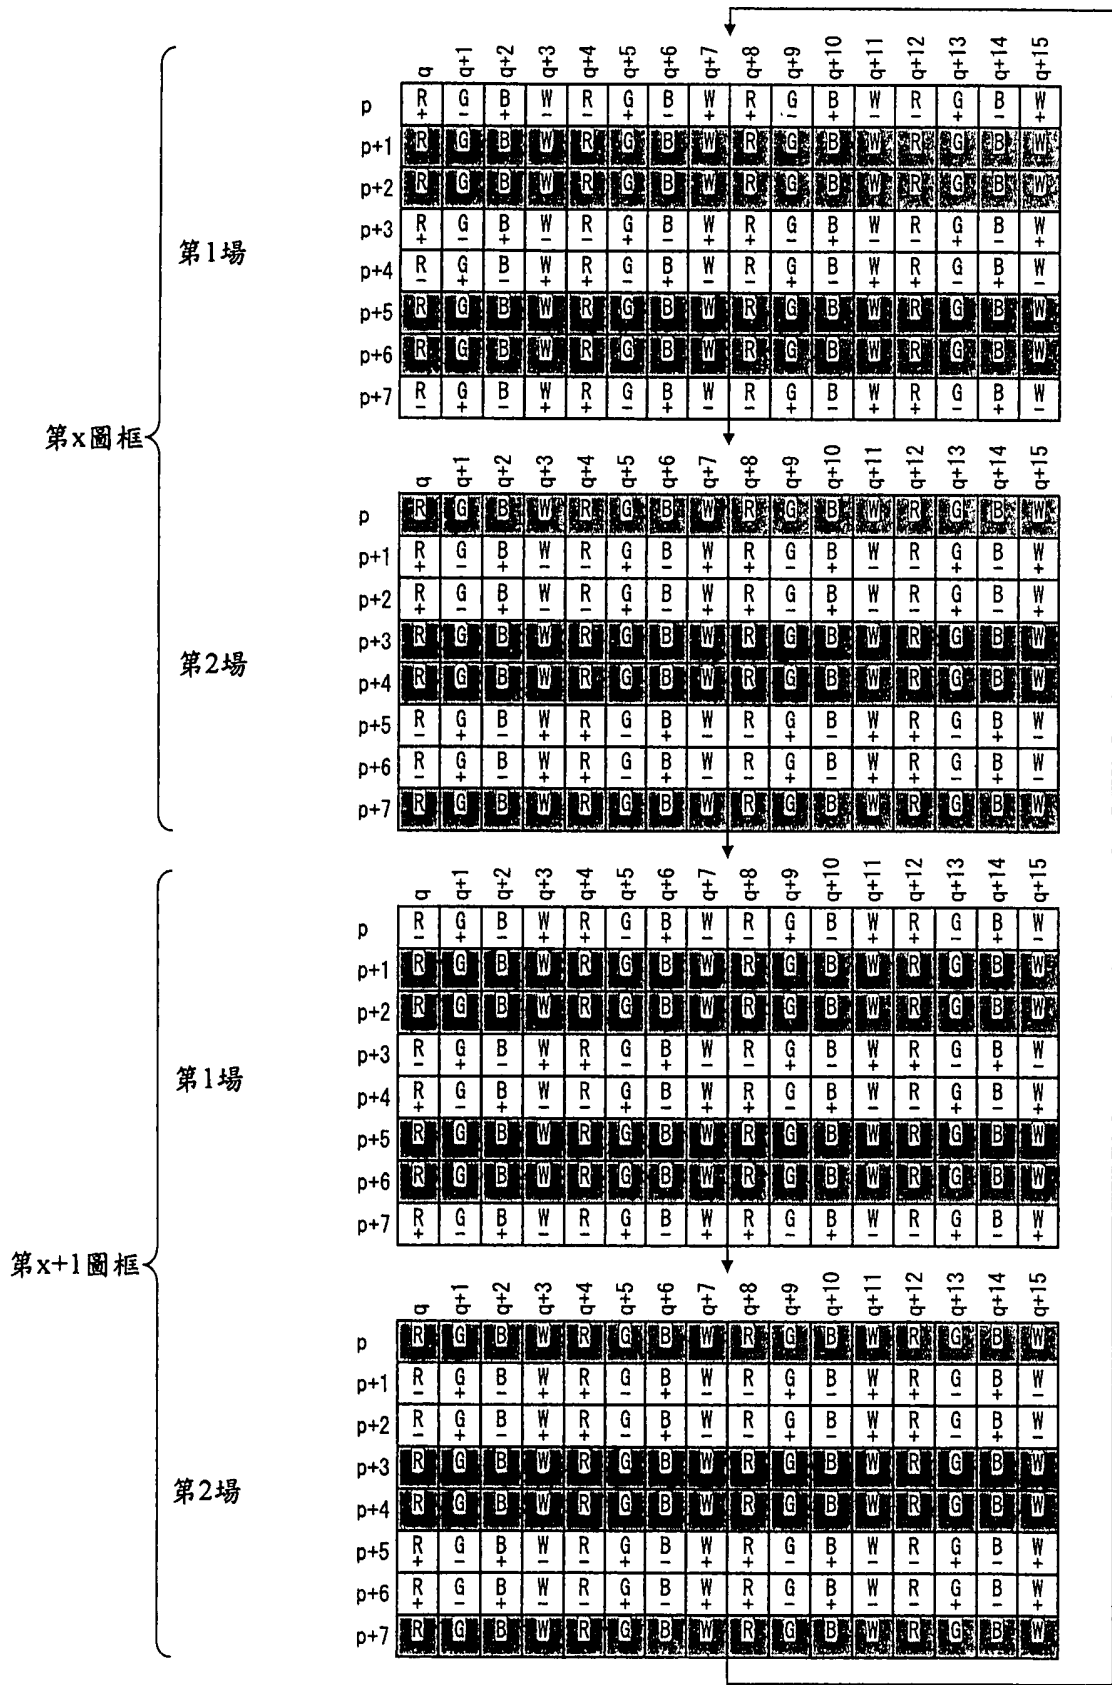 q q+1 q+2 q+3 q+4 q+5 q+6 q+7 q+8 q+9 q+10 q+11 q+12 q+13 q+14 q+15
p R G B W R G B W R G B W R G B W
+ − + − − + − + + − + − − + − +
p+1 R G B W R G B W R G B W R G B W
p+2 R G B W R G B W R G B W R G B W
p+3 R G B W R G B W R G B W R G B W
+ − + − − + − + + − + − − + − +
第1場
p+4 R G B W R G B W R G B W R G B W
− + − + + − + − − + − + + − + −
p+5 R G B W R G B W R G B W R G B W
p+6 R G B W R G B W R G B W R G B W
p+7 R G B W R G B W R G B W R G B W
− + − + + − + − − + − + + − + −
第x圖框
q q+1 q+2 q+3 q+4 q+5 q+6 q+7 q+8 q+9 q+10 q+11 q+12 q+13 q+14 q+15
p R G B W R G B W R G B W R G B W
p+1 R G B W R G B W R G B W R G B W
+ − + − − + − + + − + − − + − +
p+2 R G B W R G B W R G B W R G B W
+ − + − − + − + + − + − − + − +
p+3 R G B W R G B W R G B W R G B W
第2場
p+4 R G B W R G B W R G B W R G B W
p+5 R G B W R G B W R G B W R G B W
− + − + + − + − − + − + + − + −
p+6 R G B W R G B W R G B W R G B W
− + − + + − + − − + − + + − + −
p+7 R G B W R G B W R G B W R G B W
q q+1 q+2 q+3 q+4 q+5 q+6 q+7 q+8 q+9 q+10 q+11 q+12 q+13 q+14 q+15
p R G B W R G B W R G B W R G B W
− + − + + − + − − + − + + − + −
p+1 R G B W R G B W R G B W R G B W
p+2 R G B W R G B W R G B W R G B W
p+3 R G B W R G B W R G B W R G B W
− + − + + − + − − + − + + − + −
第1場
p+4 R G B W R G B W R G B W R G B W
+ − + − − + − + + − + − − + − +
p+5 R G B W R G B W R G B W R G B W
p+6 R G B W R G B W R G B W R G B W
p+7 R G B W R G B W R G B W R G B W
+ − + − − + − + + − + − − + − +
第x+1圖框
q q+1 q+2 q+3 q+4 q+5 q+6 q+7 q+8 q+9 q+10 q+11 q+12 q+13 q+14 q+15
p R G B W R G B W R G B W R G B W
p+1 R G B W R G B W R G B W R G B W
− + − + + − + − − + − + + − + −
p+2 R G B W R G B W R G B W R G B W
− + − + + − + − − + − + + − + −
p+3 R G B W R G B W R G B W R G B W
第2場
p+4 R G B W R G B W R G B W R G B W
p+5 R G B W R G B W R G B W R G B W
+ − + − − + − + + − + − − + − +
p+6 R G B W R G B W R G B W R G B W
+ − + − − + − + + − + − − + − +
p+7 R G B W R G B W R G B W R G B W